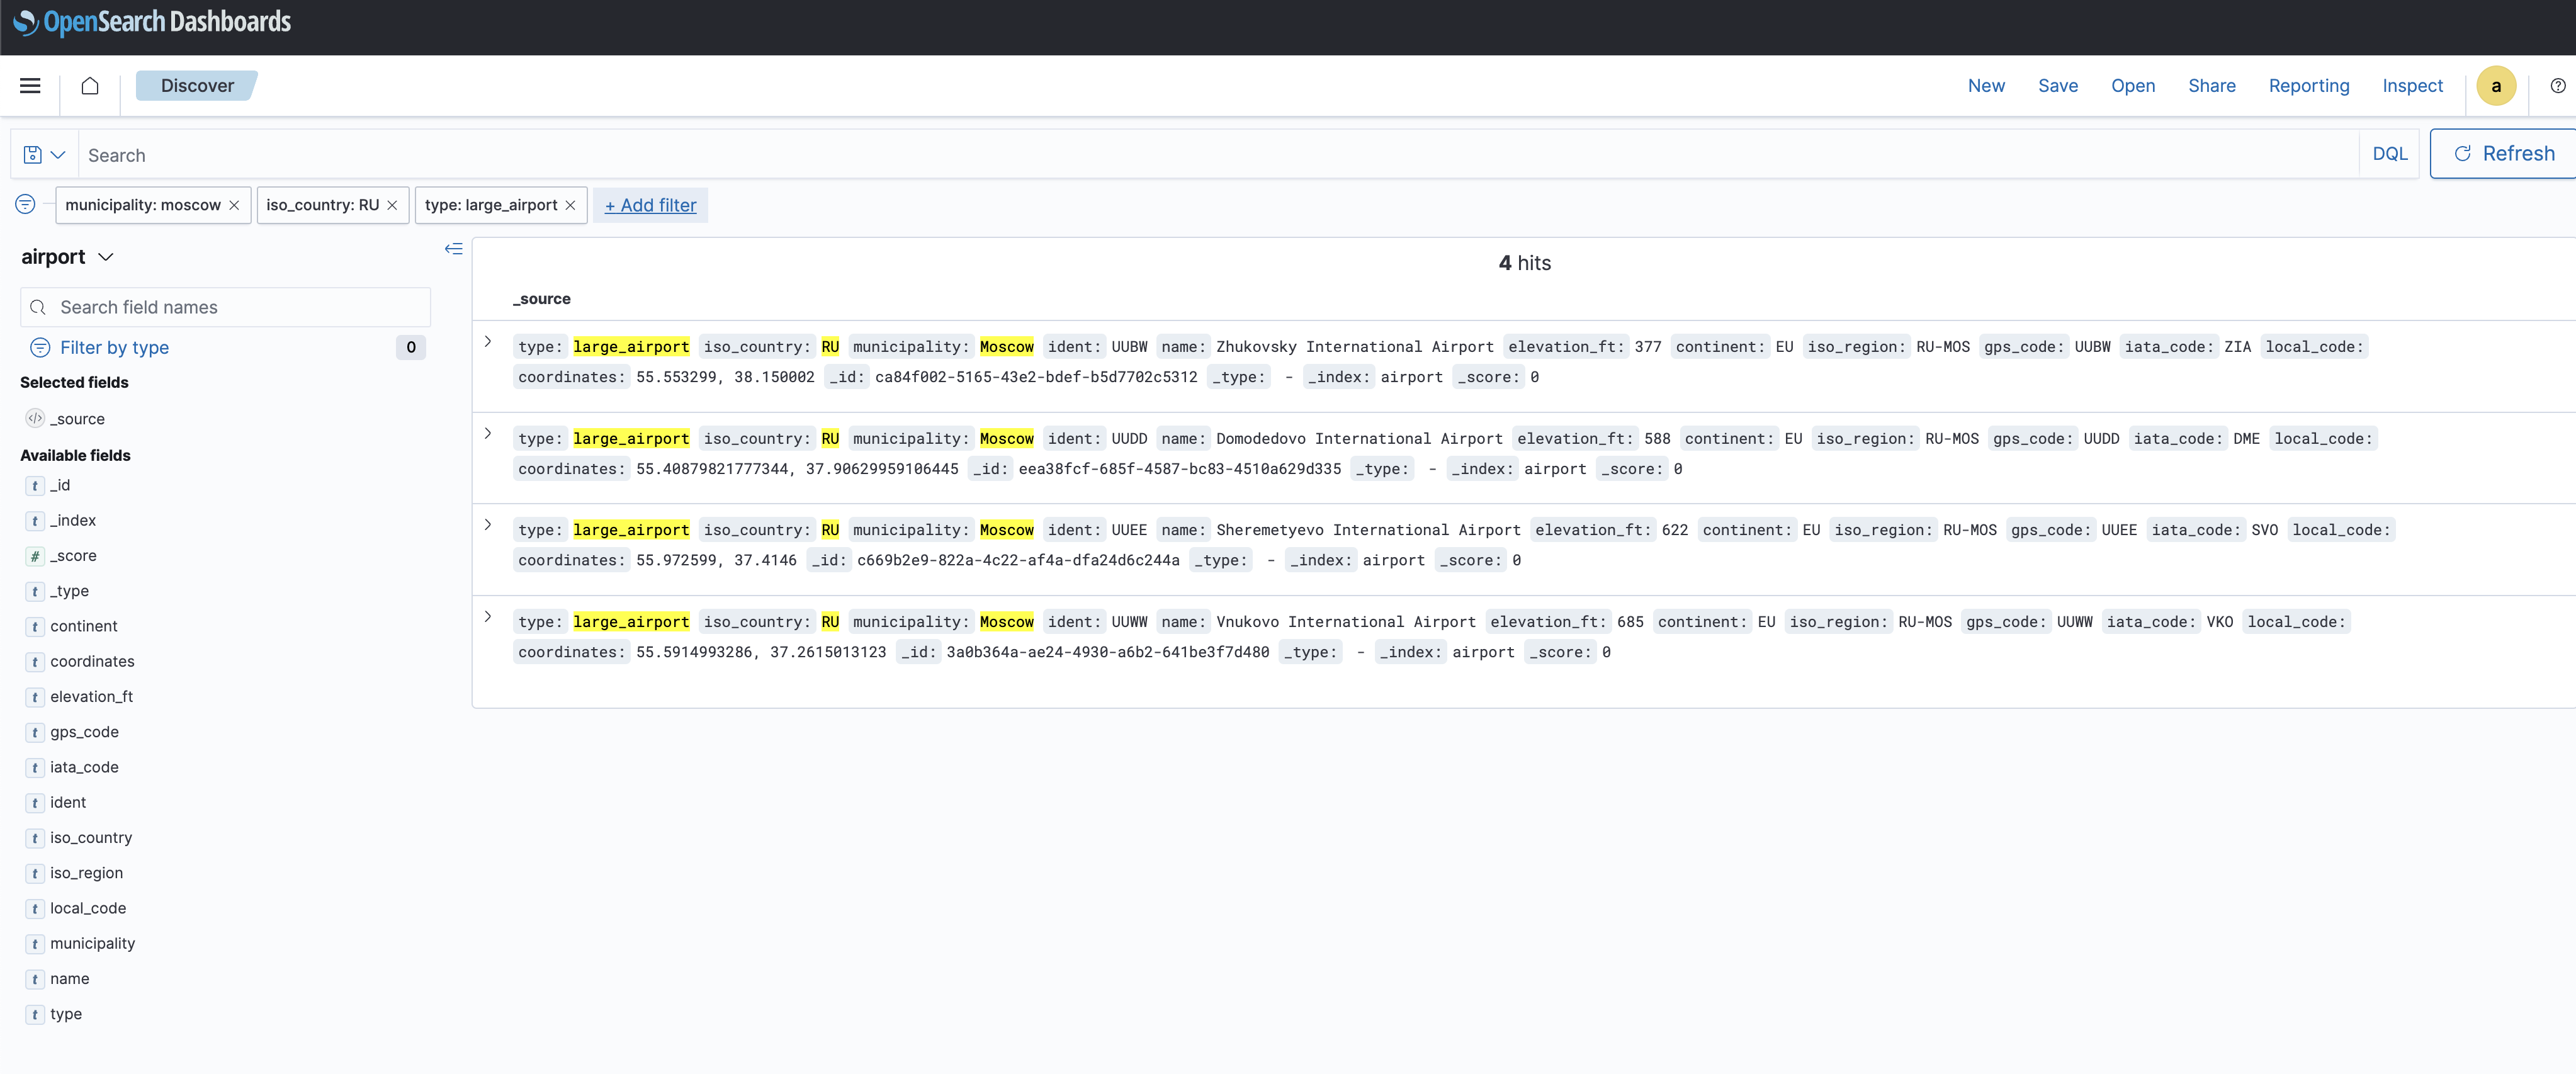 OpenSearch Dashboards
Discover
New Save Open Share Reporting Inspect a
Search DQL Refresh
municipality: moscow iso_country: RU type: large_airport + Add filter
airport
Search field names
Filter by type 0
Selected fields
_source
Available fields
t _id
t _index
# _score
t _type
t continent
t coordinates
t elevation_ft
t gps_code
t iata_code
t ident
t iso_country
t iso_region
t local_code
t municipality
t name
t type
4 hits
_source
type: large_airport iso_country: RU municipality: Moscow ident: UUBW name: Zhukovsky International Airport elevation_ft: 377 continent: EU iso_region: RU-MOS gps_code: UUBW iata_code: ZIA local_code:
coordinates: 55.553299, 38.150002 _id: ca84f002-5165-43e2-bdef-b5d7702c5312 _type: - _index: airport _score: 0
type: large_airport iso_country: RU municipality: Moscow ident: UUDD name: Domodedovo International Airport elevation_ft: 588 continent: EU iso_region: RU-MOS gps_code: UUDD iata_code: DME local_code:
coordinates: 55.40879821777344, 37.90629959106445 _id: eea38fcf-685f-4587-bc83-4510a629d335 _type: - _index: airport _score: 0
type: large_airport iso_country: RU municipality: Moscow ident: UUEE name: Sheremetyevo International Airport elevation_ft: 622 continent: EU iso_region: RU-MOS gps_code: UUEE iata_code: SVO local_code:
coordinates: 55.972599, 37.4146 _id: c669b2e9-822a-4c22-af4a-dfa24d6c244a _type: - _index: airport _score: 0
type: large_airport iso_country: RU municipality: Moscow ident: UUWW name: Vnukovo International Airport elevation_ft: 685 continent: EU iso_region: RU-MOS gps_code: UUWW iata_code: VKO local_code:
coordinates: 55.5914993286, 37.2615013123 _id: 3a0b364a-ae24-4930-a6b2-641be3f7d480 _type: - _index: airport _score: 0